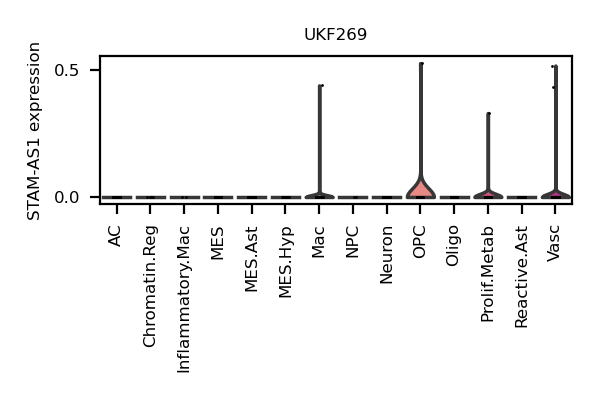 UKF269
STAM-AS1 expression
0.5
0.0
AC
Chromatin.Reg
Inflammatory.Mac
MES
MES.Ast
MES.Hyp
Mac
NPC
Neuron
OPC
Oligo
Prolif.Metab
Reactive.Ast
Vasc